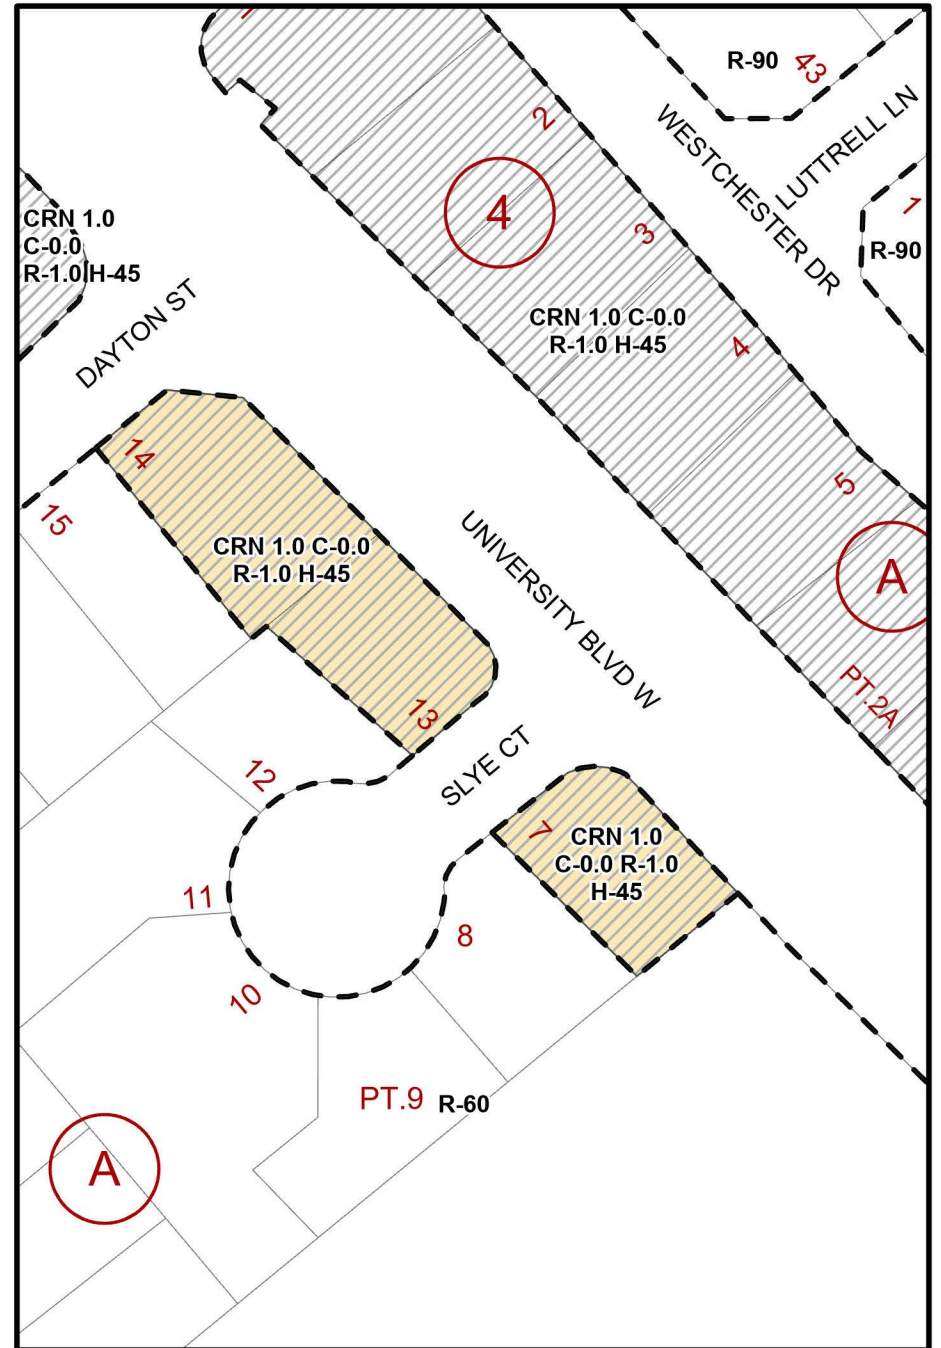 R-90
43
WESTCHESTER DR
LUTTRELL LN
2
4
1
R-90
3
CRN 1.0
C-0.0
R-1.0 H-45
DAYTON ST
CRN 1.0 C-0.0
R-1.0 H-45
4
14
15
5
UNIVERSITY BLVD W
CRN 1.0 C-0.0
R-1.0 H-45
A
PT.2A
13
SLYE CT
12
7
CRN 1.0
C-0.0 R-1.0
H-45
11
8
10
PT.9
R-60
A